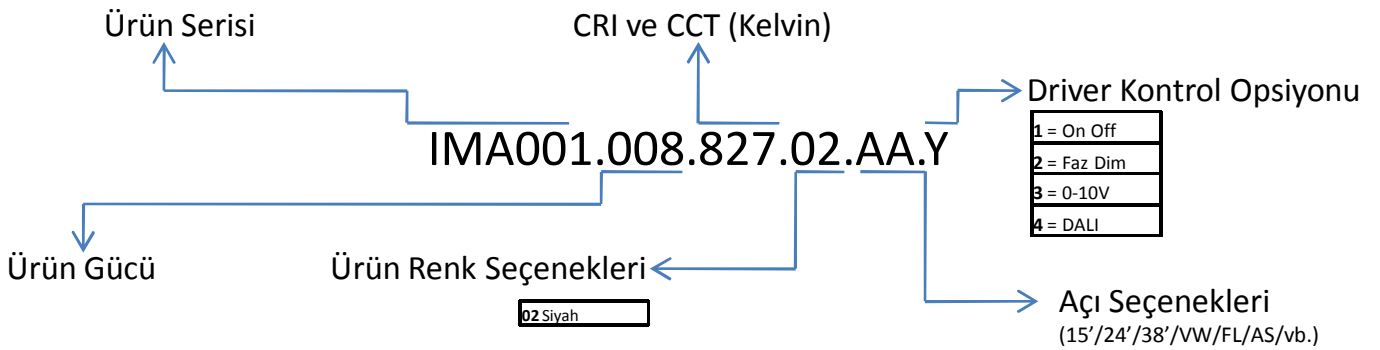 Ürün Serisi
CRI ve CCT (Kelvin)
Driver Kontrol Opsiyonu
1 = On Off
2 = Faz Dim
3 = 0-10V
4 = DALI
IMA001.008.827.02.AA.Y
Ürün Gücü
Ürün Renk Seçenekleri
02 Siyah
Açı Seçenekleri
(15’/24’/38’/VW/FL/AS/vb.)